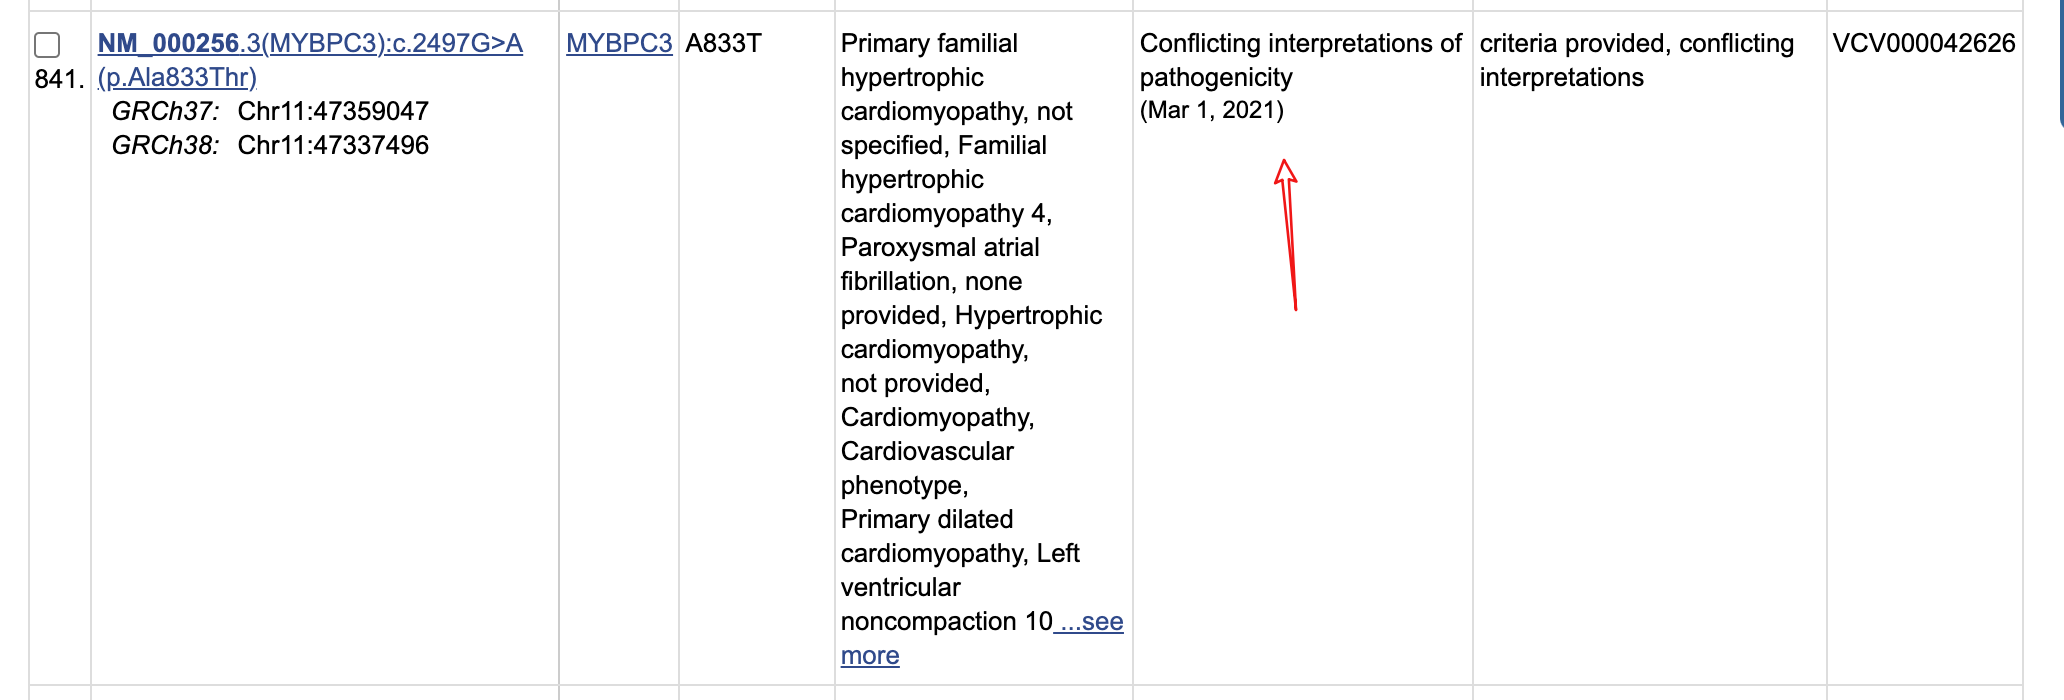 841.
NM_000256.3(MYBPC3):c.2497G>A
(p.Ala833Thr)
GRCh37: Chr11:47359047
GRCh38: Chr11:47337496
MYBPC3
A833T
Primary familial
hypertrophic
cardiomyopathy, not
specified, Familial
hypertrophic
cardiomyopathy 4,
Paroxysmal atrial
fibrillation, none
provided, Hypertrophic
cardiomyopathy,
not provided,
Cardiomyopathy,
Cardiovascular
phenotype,
Primary dilated
cardiomyopathy, Left
ventricular
noncompaction 10 ...see
more
Conflicting interpretations of
pathogenicity
(Mar 1, 2021)
criteria provided, conflicting
interpretations
VCV000042626